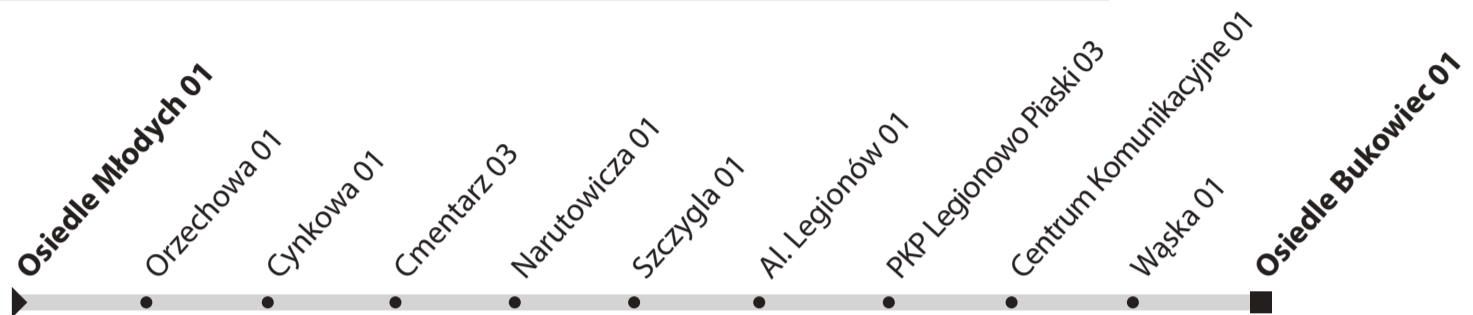 Osiedle Młodych 01
Orzechowa 01
Cynkowa 01
Cmentarz 03
Narutowicza 01
Szczygla 01
Al. Legionów 01
PKP Legionowo Piaski 03
Centrum Komunikacyjne 01
Wąska 01
Osiedle Bukowiec 01